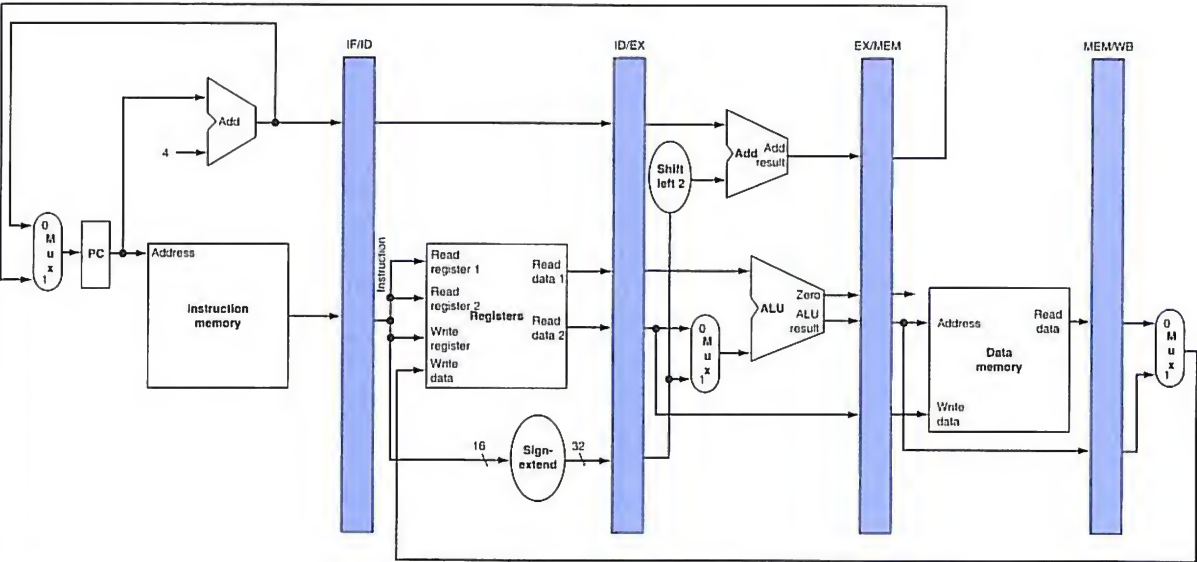 IF/ID
ID/EX
EX/MEM
MEM/WB
Add
4
Shift
left 2
Add
Add
result
0
M
u
x
1
PC
Address
Instruction
memory
Instruction
Read
register 1
Read
register 2
Write
register
Write
data
Registers
Read
data 1
Read
data 2
16
Sign-
extend
32
0
M
u
x
1
ALU
Zero
ALU
result
Address
Write
data
Data
memory
Read
data
0
M
u
x
1